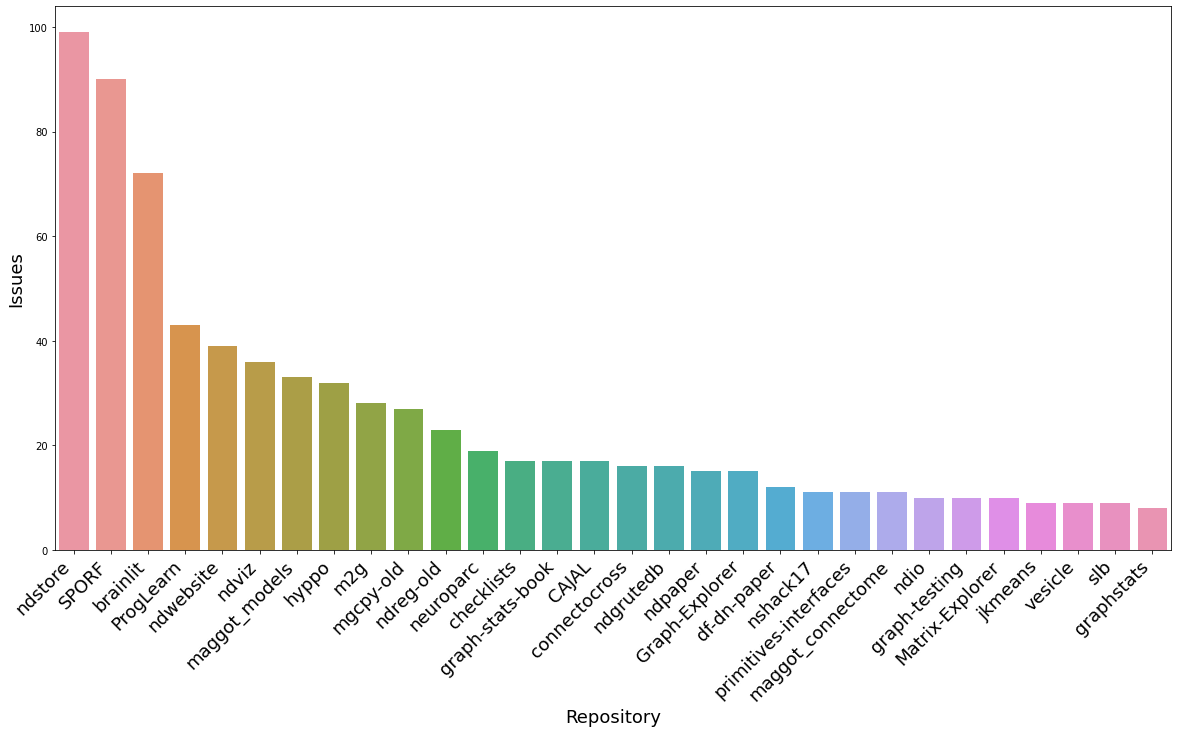 100
80
60
40
20
0
Issues
ndstore
SPORF
brainlit
ProgLearn
ndwebsite
ndviz
maggot_models
hyppo
m2g
mgcpy-old
ndreg-old
neuroparc
checklists
graph-stats-book
CAJAL
connectocross
ndgrutedb
ndpaper
Graph-Explorer
df-dn-paper
nshack17
primitives-interfaces
maggot_connectome
ndio
graph-testing
Matrix-Explorer
jkmeans
vesicle
slb
graphstats
Repository